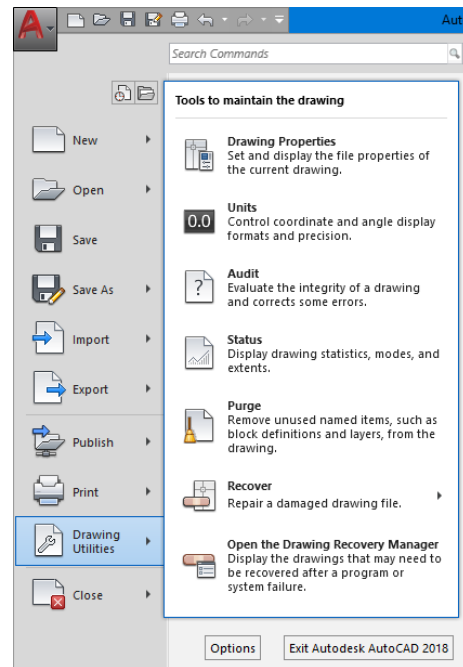 A
Aut
Search Commands
Tools to maintain the drawing
New
Open
Save
Save As
Import
Export
Publish
Print
Drawing
Utilities
Close
Drawing Properties
Set and display the file properties of
the current drawing.
0.0
Units
Control coordinate and angle display
formats and precision.
?
Audit
Evaluate the integrity of a drawing
and corrects some errors.
Status
Display drawing statistics, modes, and
extents.
Purge
Remove unused named items, such as
block definitions and layers, from the
drawing.
Recover
Repair a damaged drawing file.
Open the Drawing Recovery Manager
Display the drawings that may need to
be recovered after a program or
system failure.
Options
Exit Autodesk AutoCAD 2018